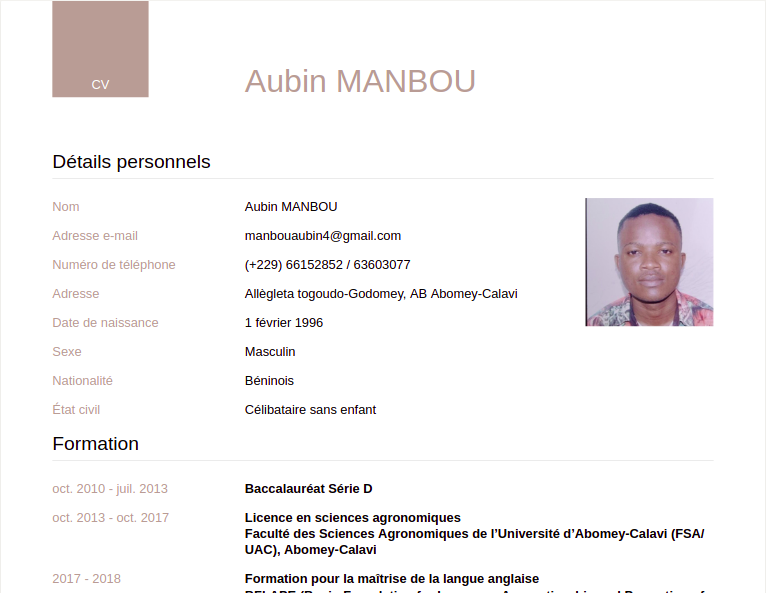 CV
Aubin MANBOU
Détails personnels
Nom Aubin MANBOU
Adresse e-mail manbouaubin4@gmail.com
Numéro de téléphone (+229) 66152852 / 63603077
Adresse Allègleta togoudo-Godomey, AB Abomey-Calavi
Date de naissance 1 février 1996
Sexe Masculin
Nationalité Béninois
État civil Célibataire sans enfant
Formation
oct. 2010 - juil. 2013 Baccalauréat Série D
oct. 2013 - oct. 2017 Licence en sciences agronomiques
Faculté des Sciences Agronomiques de l’Université d’Abomey-Calavi (FSA/
UAC), Abomey-Calavi
2017 - 2018 Formation pour la maîtrise de la langue anglaise